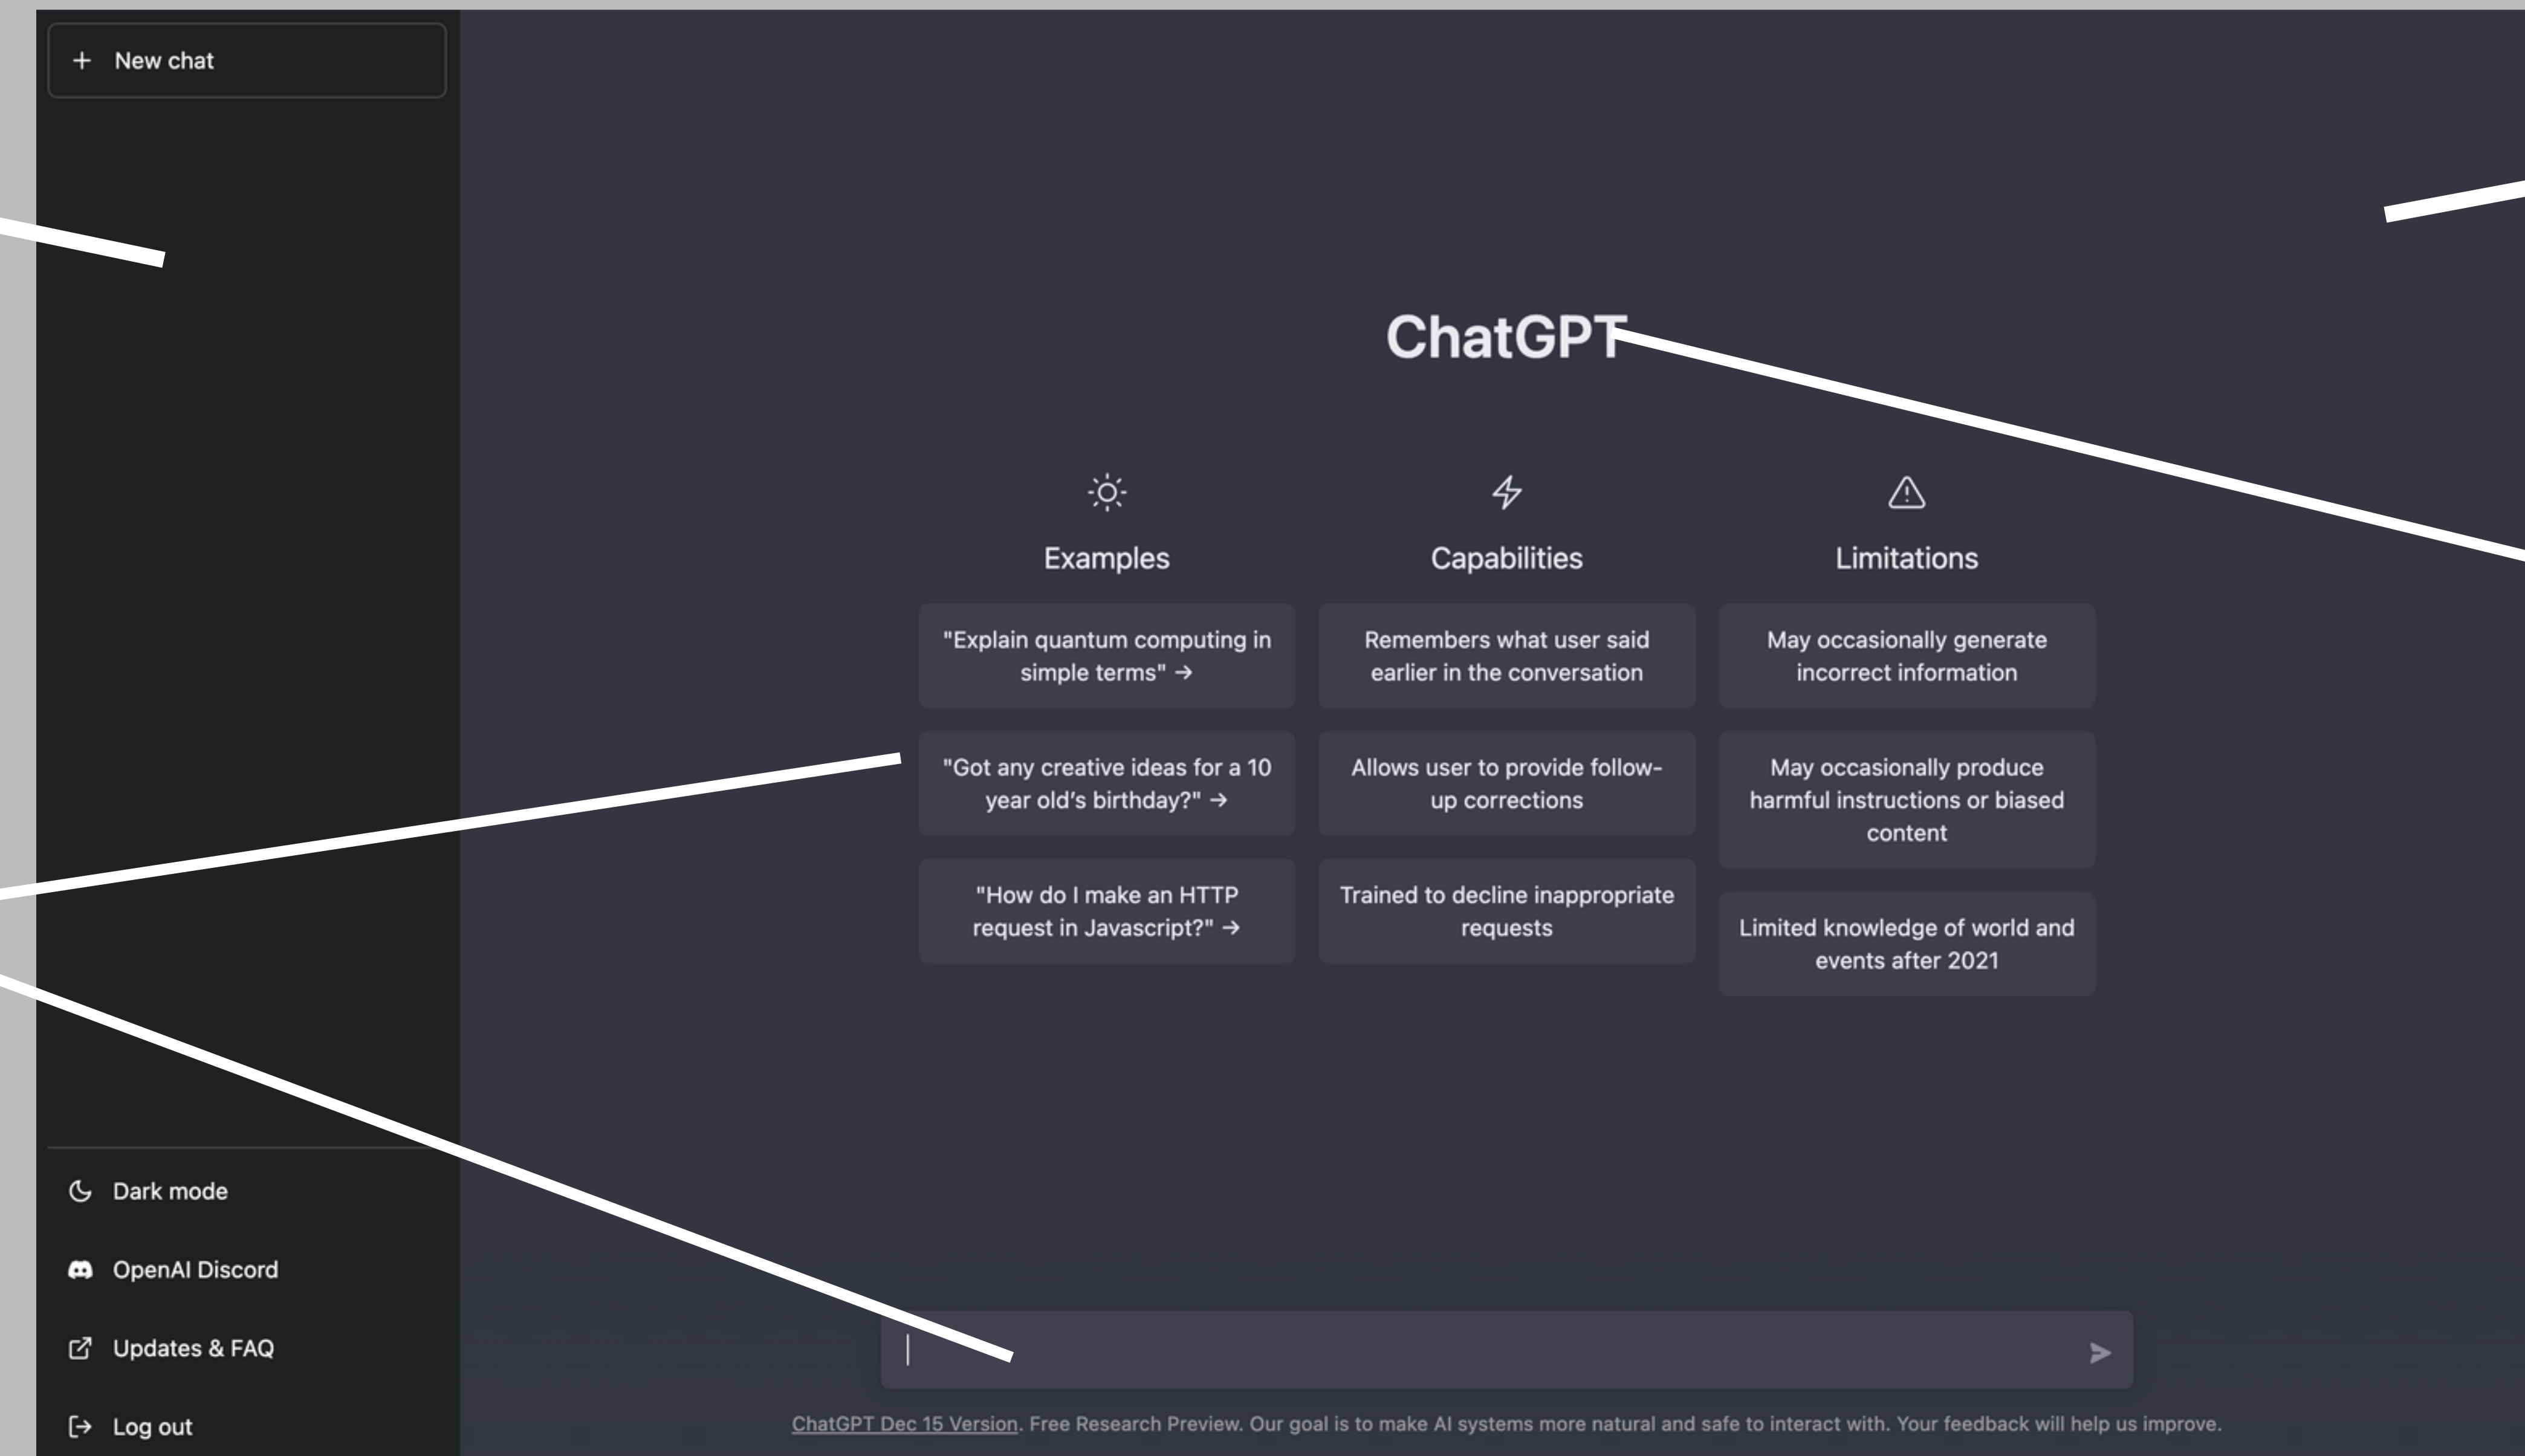 New chat
ChatGPT
Examples
"Explain quantum computing in
simple terms" →
"Got any creative ideas for a 10
year old's birthday?" →
"How do I make an HTTP
request in Javascript?" →
Capabilities
Remembers what user said
earlier in the conversation
Allows user to provide follow-
up corrections
Trained to decline inappropriate
requests
Limitations
May occasionally generate
incorrect information
May occasionally produce
harmful instructions or biased
content
Limited knowledge of world and
events after 2021
Dark mode
OpenAI Discord
Updates & FAQ
Log out
ChatGPT Dec 15 Version. Free Research Preview. Our goal is to make AI systems more natural and safe to interact with. Your feedback will help us improve.